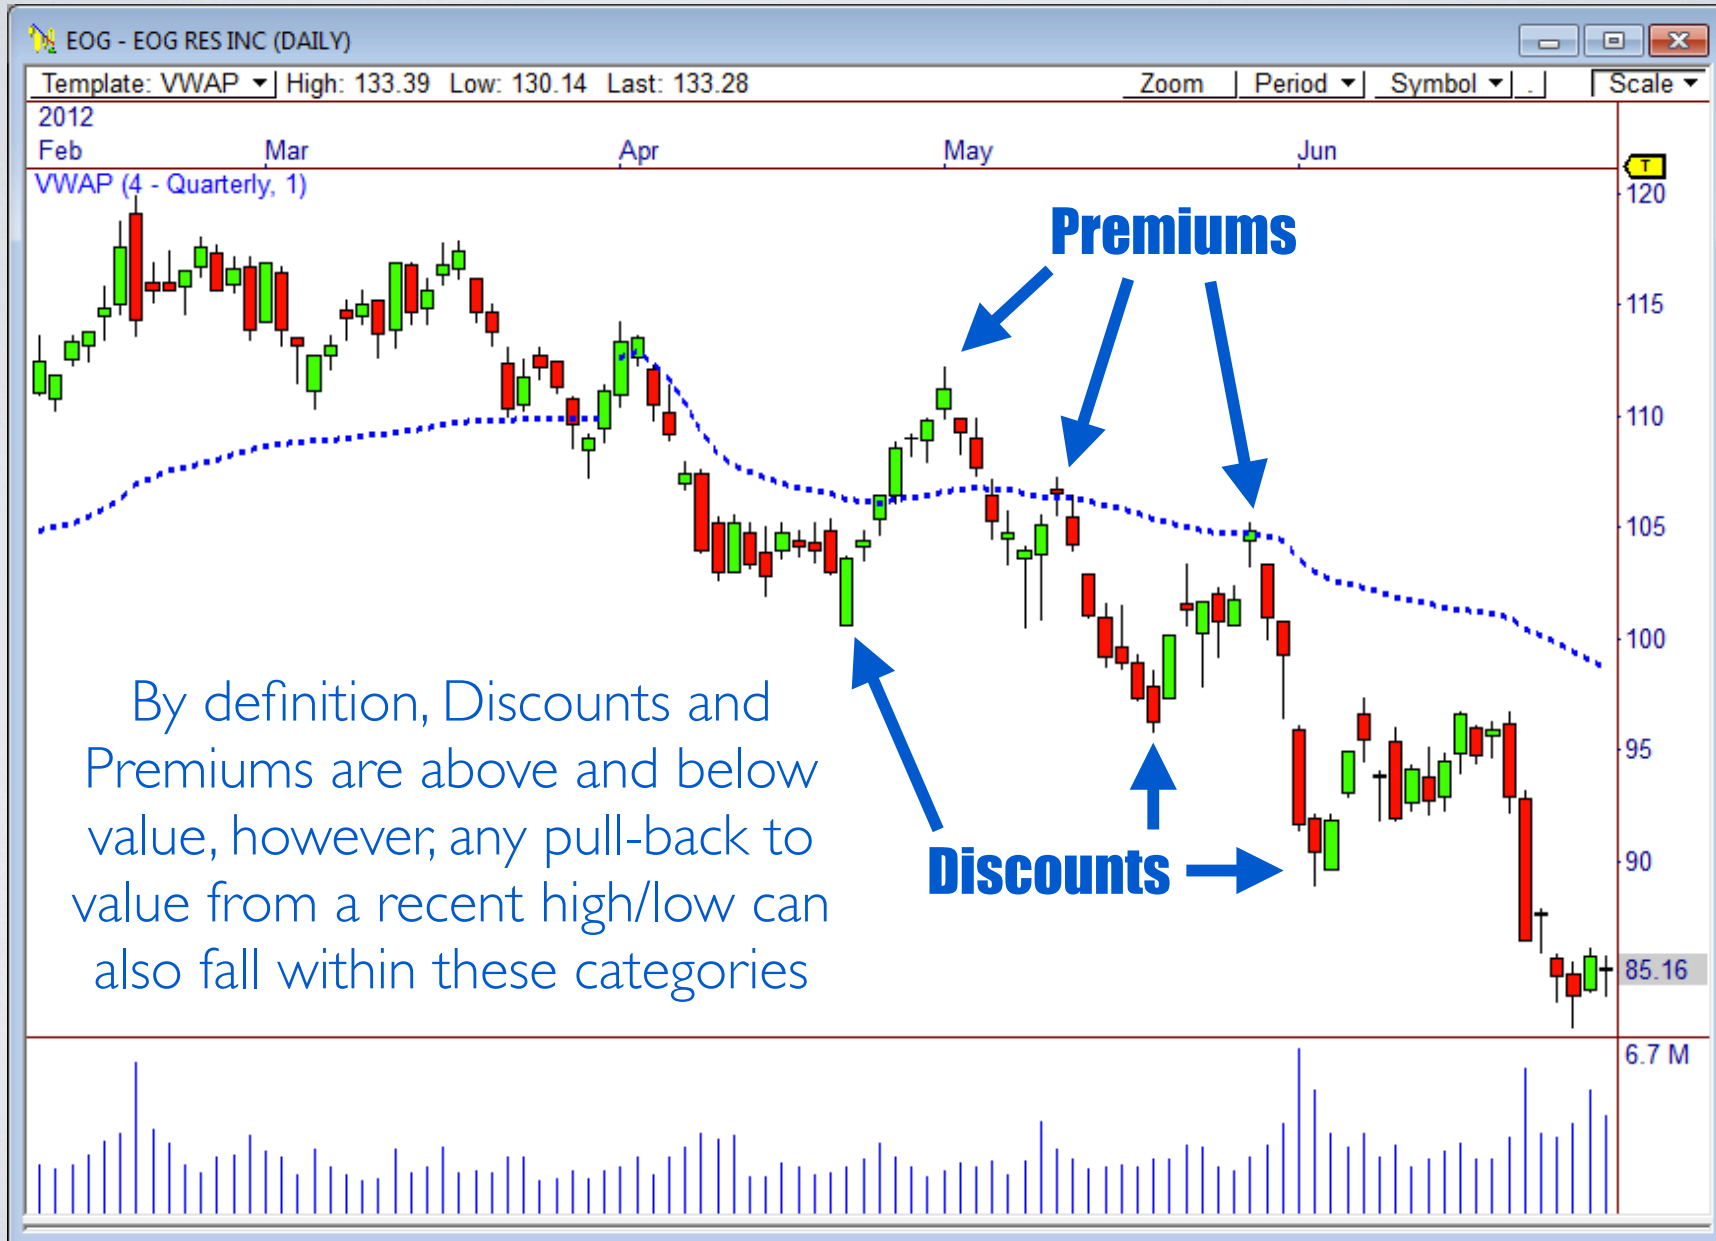 EOG - EOG RES INC (DAILY)
Template: VWAP High: 133.39 Low: 130.14 Last: 133.28 Zoom Period Symbol . Scale
2012
Feb Mar Apr May Jun
T
VWAP (4 - Quarterly, 1)
120
Premiums
115
110
105
100
By definition, Discounts and
Premiums are above and below
95
value, however, any pull-back to
90
Discounts
value from a recent high/low can
also fall within these categories
85.16
6.7 M